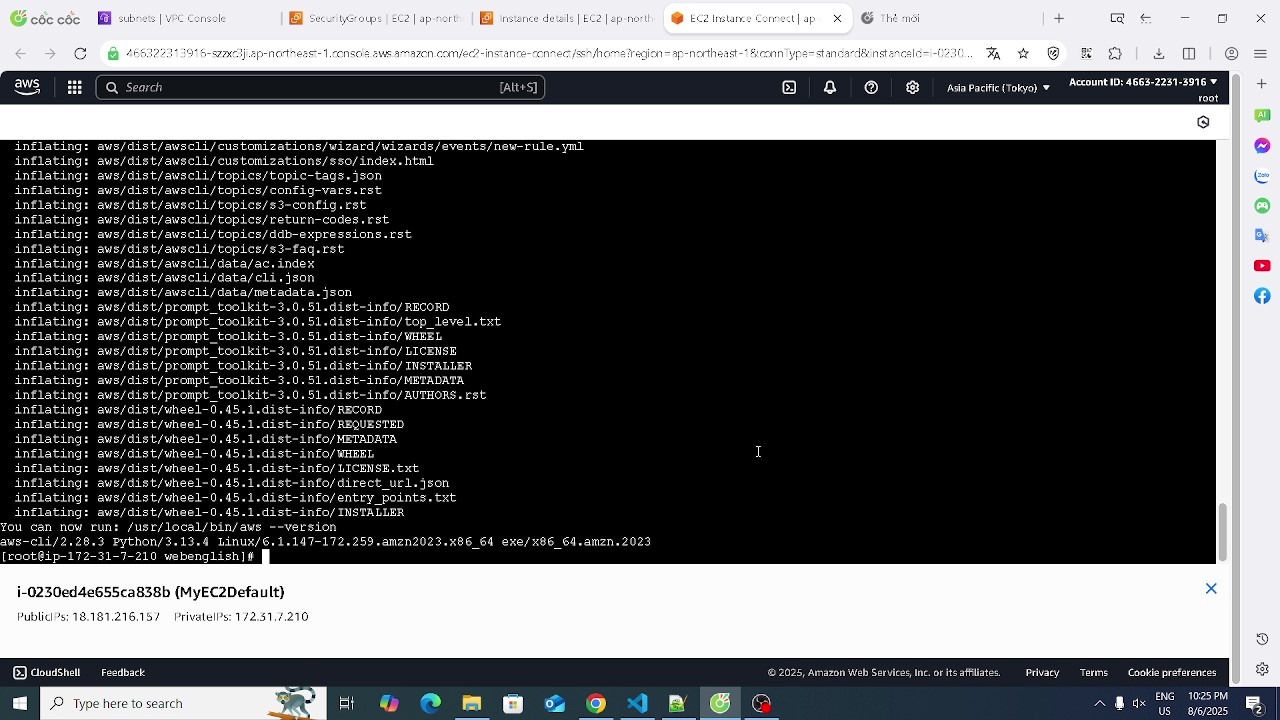 CỐC CỐC
subnets | VPC Console
SecurityGroups | EC2 | ap-north
Instance details | EC2 | ap-north
EC2 Instance Connect | ap-
Thẻ mới
466322313916-szzxc3jj.ap-northeast-1.console.aws.amazon.com/ec2-instance-connect/ssh/home?region=ap-northeast-1&connType=standard&instanceId=i-0230...
aws
Search
[Alt+S]
Asia Pacific (Tokyo)
Account ID: 4663-2231-3916
root
inflating: aws/dist/awscli/customizations/wizard/wizards/events/new-rule.yml
inflating: aws/dist/awscli/customizations/sso/index.html
inflating: aws/dist/awscli/topics/topic-tags.json
inflating: aws/dist/awscli/topics/config-vars.rst
inflating: aws/dist/awscli/topics/s3-config.rst
inflating: aws/dist/awscli/topics/return-codes.rst
inflating: aws/dist/awscli/topics/ddb-expressions.rst
inflating: aws/dist/awscli/topics/s3-faq.rst
inflating: aws/dist/awscli/data/ac.index
inflating: aws/dist/awscli/data/cli.json
inflating: aws/dist/awscli/data/metadata.json
inflating: aws/dist/prompt_toolkit-3.0.51.dist-info/RECORD
inflating: aws/dist/prompt_toolkit-3.0.51.dist-info/top_level.txt
inflating: aws/dist/prompt_toolkit-3.0.51.dist-info/WHEEL
inflating: aws/dist/prompt_toolkit-3.0.51.dist-info/LICENSE
inflating: aws/dist/prompt_toolkit-3.0.51.dist-info/INSTALLER
inflating: aws/dist/prompt_toolkit-3.0.51.dist-info/METADATA
inflating: aws/dist/prompt_toolkit-3.0.51.dist-info/AUTHORS.rst
inflating: aws/dist/wheel-0.45.1.dist-info/RECORD
inflating: aws/dist/wheel-0.45.1.dist-info/REQUESTED
inflating: aws/dist/wheel-0.45.1.dist-info/METADATA
inflating: aws/dist/wheel-0.45.1.dist-info/WHEEL
inflating: aws/dist/wheel-0.45.1.dist-info/LICENSE.txt
inflating: aws/dist/wheel-0.45.1.dist-info/direct_url.json
inflating: aws/dist/wheel-0.45.1.dist-info/entry_points.txt
inflating: aws/dist/wheel-0.45.1.dist-info/INSTALLER
You can now run: /usr/local/bin/aws --version
aws-cli/2.28.3 Python/3.13.4 Linux/6.1.147-172.259.amzn2023.x86_64 exe/x86_64.amzn.2023
[root@ip-172-31-7-210 webenglish]#
i-0230ed4e655ca838b (MyEC2Default)
PublicIPs: 18.181.216.157 PrivateIPs: 172.31.7.210
CloudShell
Feedback
© 2025, Amazon Web Services, Inc. or its affiliates.
Privacy
Terms
Cookie preferences
Type here to search
ENG
US
10:25 PM
8/6/2025
2
AI
Zalo